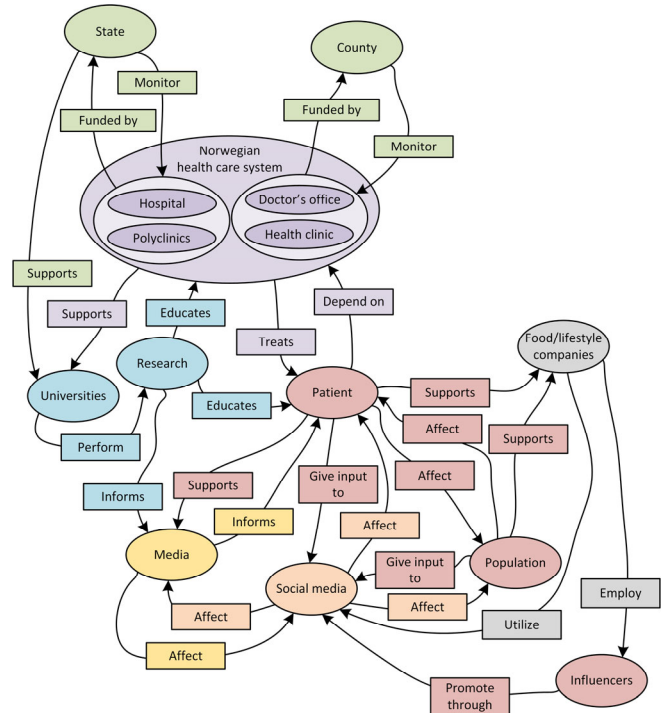 State
County
Monitor
Funded by
Funded by
Monitor
Norwegian
health care system
Hospital
Doctor's office
Polyclinics
Health clinic
Supports
Supports
Educates
Depend on
Treats
Food/lifestyle
companies
Research
Universities
Patient
Supports
Educates
Affect
Supports
Perform
Affect
Supports
Give input
to
Informs
Informs
Affect
Media
Give input
to
Population
Social media
Employ
Affect
Affect
Utilize
Affect
Influencers
Promote
through